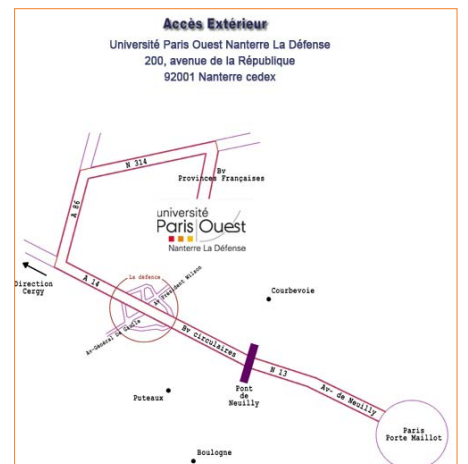 Accès Extérieur
Université Paris Ouest Nanterre La Défense
200, avenue de la République
92001 Nanterre cedex
N 314
Bv
Provinces Françaises
A 86
université
Paris Ouest
Nanterre La Défense
Direction
Cergy
A 14
La défence
Av Président Wilson
Av-Général De Gaulle
Courbevoie
Bv circulaires
Pont
de
Neuilly
N 13
Av- de Neuilly
Puteaux
Paris
Porte Maillot
Boulogne